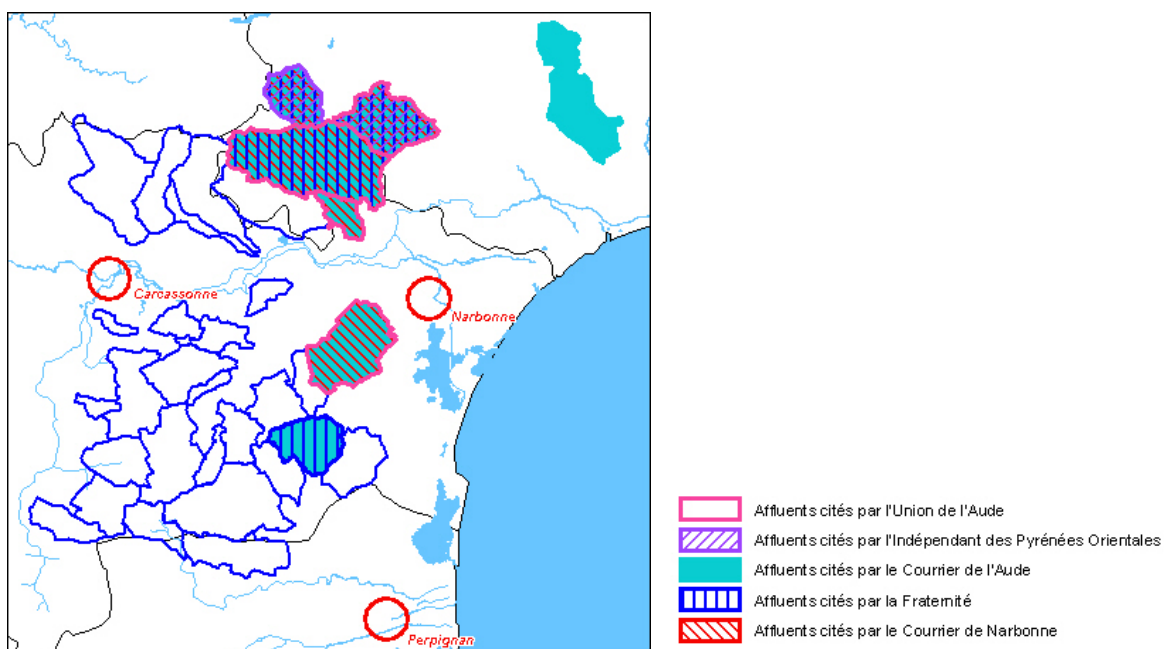 Carcassonne
Narbonne
Perpignan
Affluents cités par l'Union de l'Aude
Affluents cités par l'Indépendant des Pyrénées Orientales
Affluents cités par le Courrier de l'Aude
Affluents cités par la Fraternité
Affluents cités par le Courrier de Narbonne